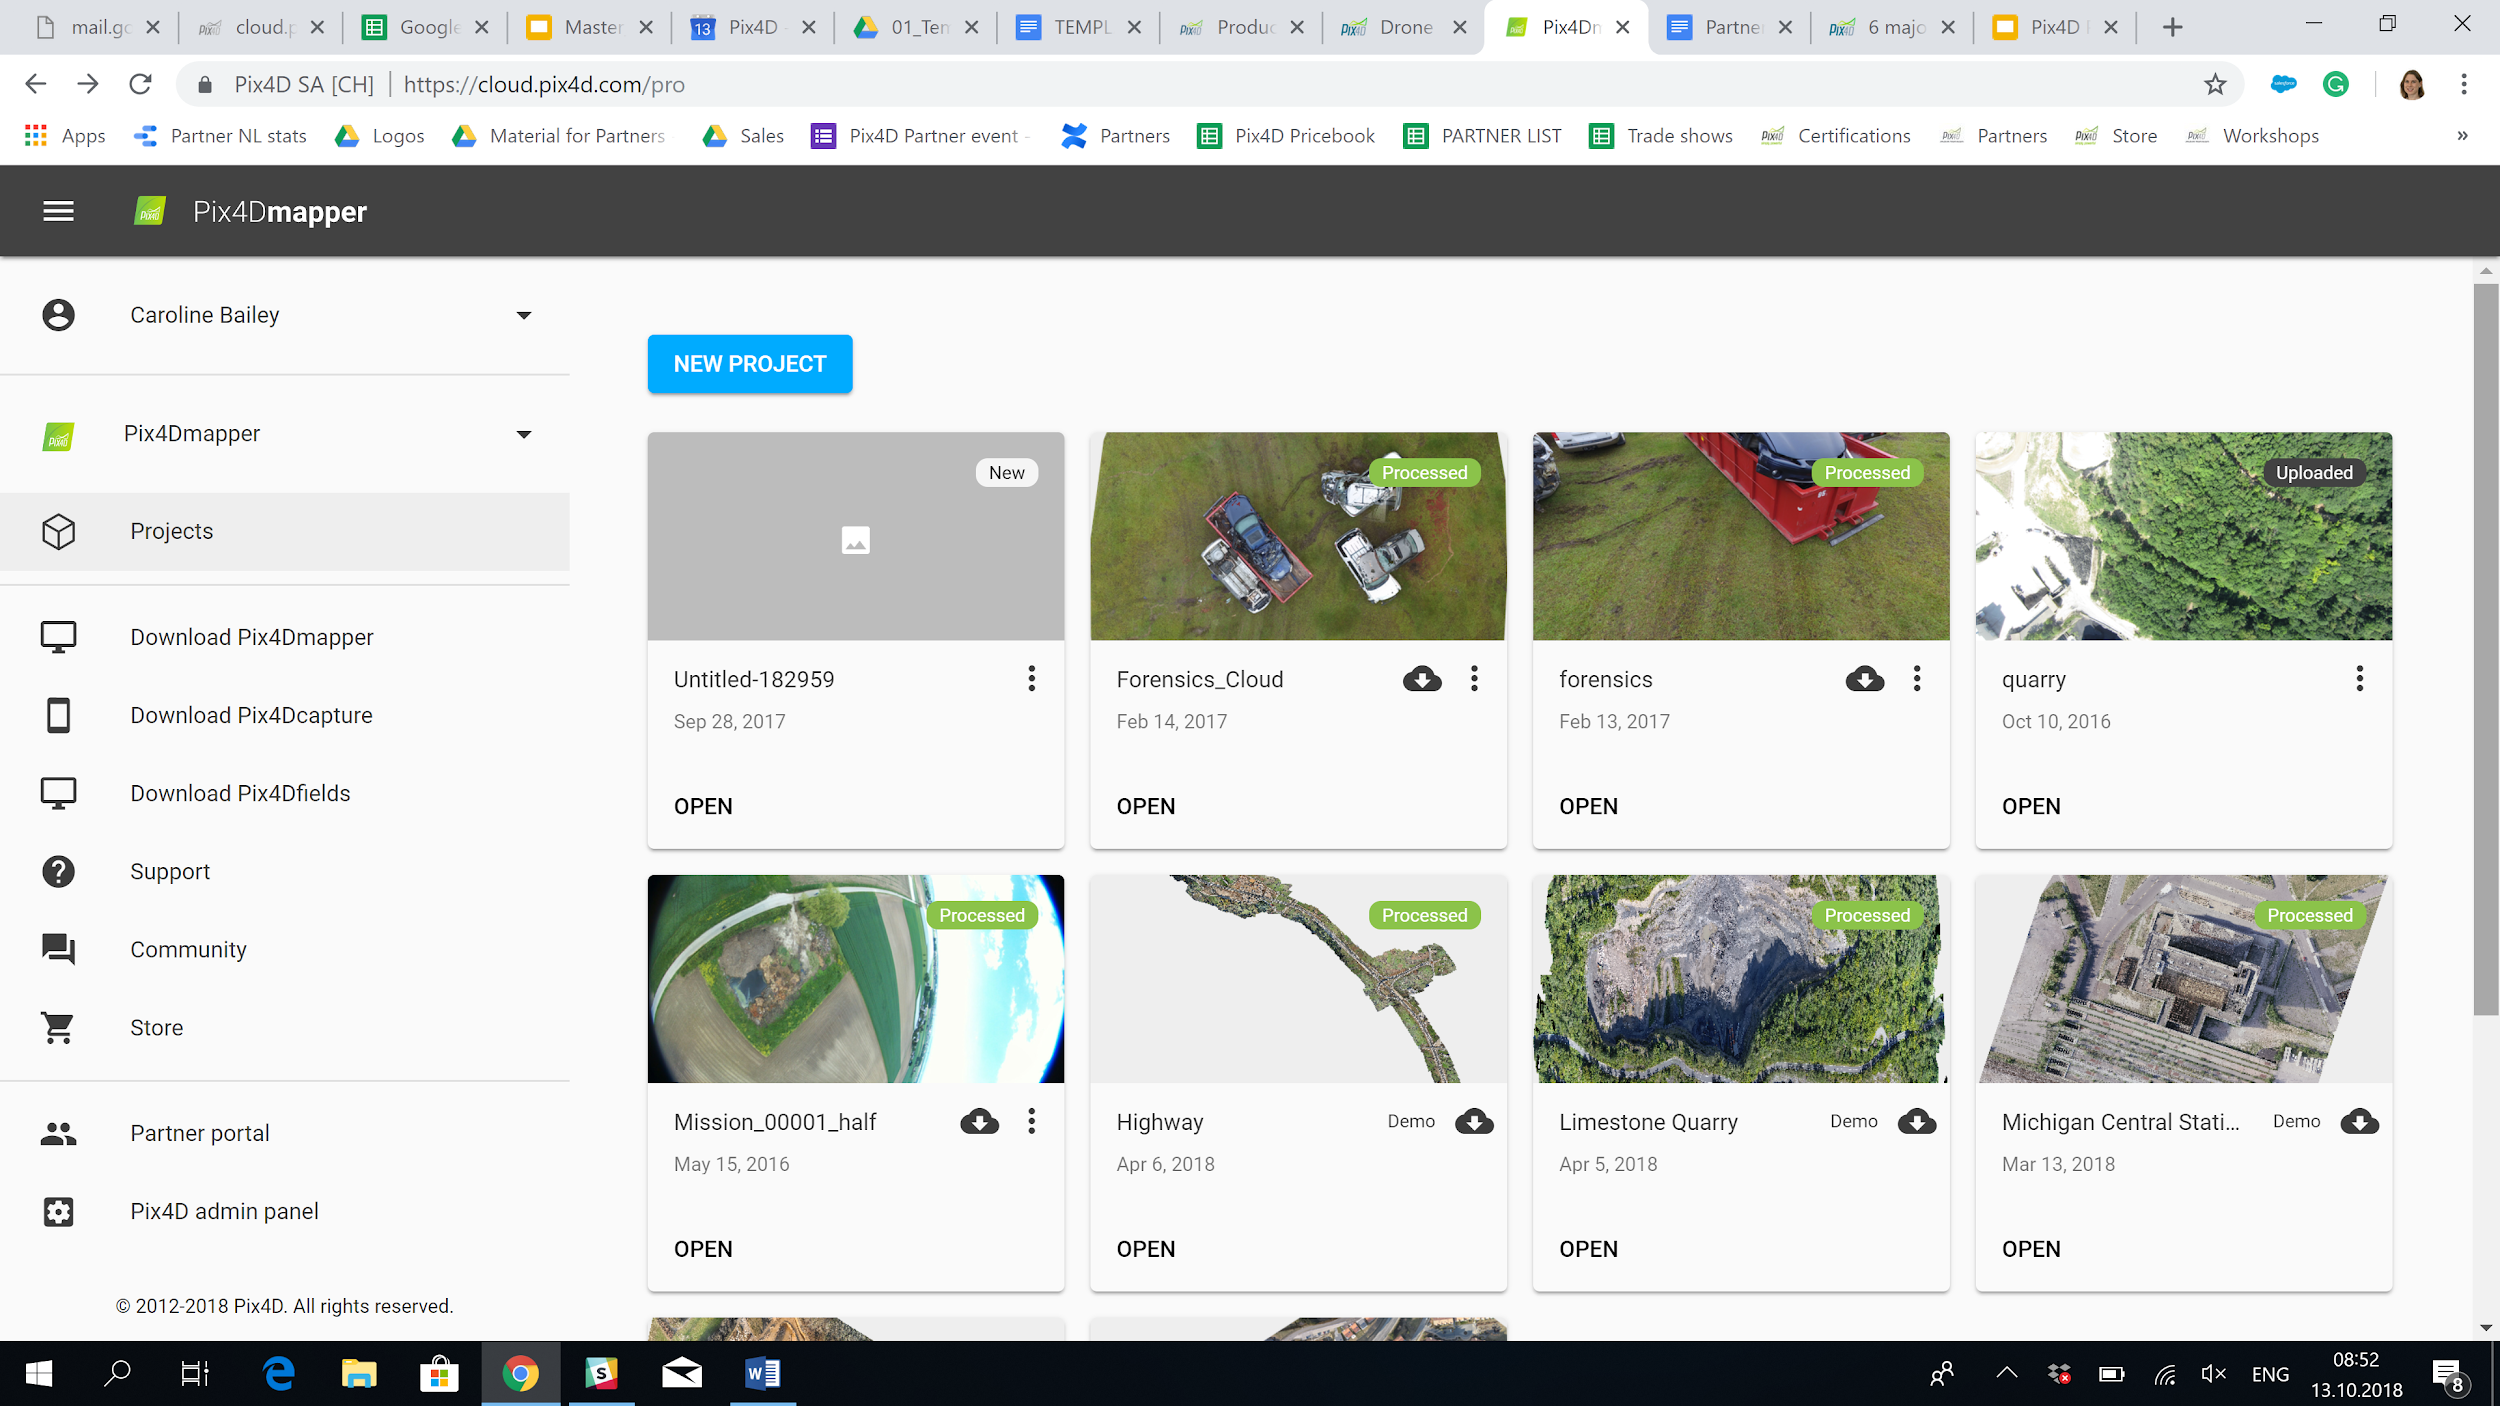 mail.gc
cloud.p
Google
Master
13
Pix4D -
01_Tem
TEMPL
Produc
Drone
Pix4Dm
Partner
6 majo
Pix4D
Pix4D SA [CH]
https://cloud.pix4d.com/pro
Apps
Partner NL stats
Logos
Material for Partners
Sales
Pix4D Partner event -
Partners
Pix4D Pricebook
PARTNER LIST
Trade shows
Certifications
Partners
Store
Workshops
»
Pix4Dmapper
Caroline Bailey
Pix4Dmapper
Projects
Download Pix4Dmapper
Download Pix4Dcapture
Download Pix4Dfields
Support
Community
Store
Partner portal
Pix4D admin panel
© 2012-2018 Pix4D. All rights reserved.
NEW PROJECT
New
Untitled-182959
Sep 28, 2017
OPEN
Processed
Forensics_Cloud
Feb 14, 2017
OPEN
Processed
forensics
Feb 13, 2017
OPEN
Uploaded
quarry
Oct 10, 2016
OPEN
Processed
Mission_00001_half
May 15, 2016
OPEN
Processed
Highway
Demo
Apr 6, 2018
OPEN
Processed
Limestone Quarry
Demo
Apr 5, 2018
OPEN
Processed
Michigan Central Stati...
Demo
Mar 13, 2018
OPEN
ENG
08:52
13.10.2018
8